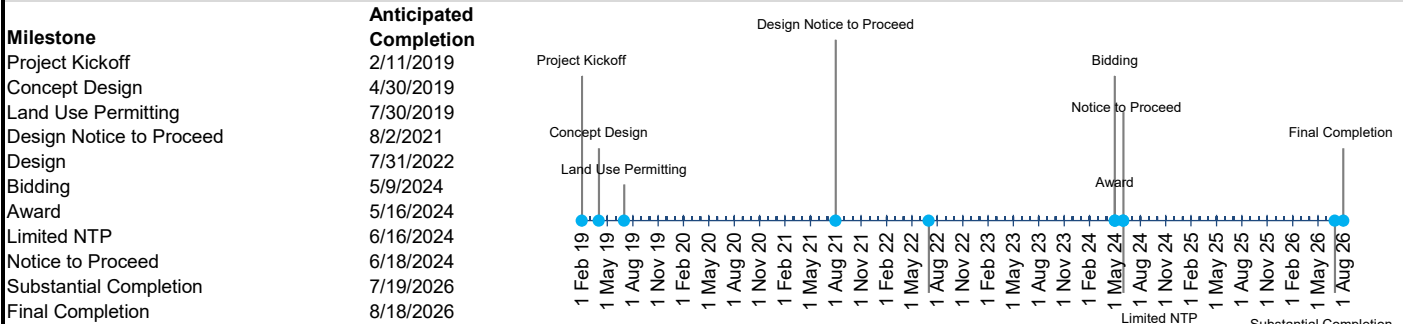 Milestone Anticipated Completion
Project Kickoff 2/11/2019
Concept Design 4/30/2019
Land Use Permitting 7/30/2019
Design Notice to Proceed 8/2/2021
Design 7/31/2022
Bidding 5/9/2024
Award 5/16/2024
Limited NTP 6/16/2024
Notice to Proceed 6/18/2024
Substantial Completion 7/19/2026
Final Completion 8/18/2026
Design Notice to Proceed
Project Kickoff
Bidding
Notice to Proceed
Concept Design
Final Completion
Land Use Permitting
Award
1 Feb 19
1 May 19
1 Aug 19
1 Nov 19
1 Feb 20
1 May 20
1 Aug 20
1 Nov 20
1 Feb 21
1 May 21
1 Aug 21
1 Nov 21
1 Feb 22
1 May 22
1 Aug 22
1 Nov 22
1 Feb 23
1 May 23
1 Aug 23
1 Nov 23
1 Feb 24
1 May 24
1 Aug 24
1 Nov 24
1 Feb 25
1 May 25
1 Aug 25
1 Nov 25
1 Feb 26
1 May 26
1 Aug 26
Limited NTP
Substantial Completion